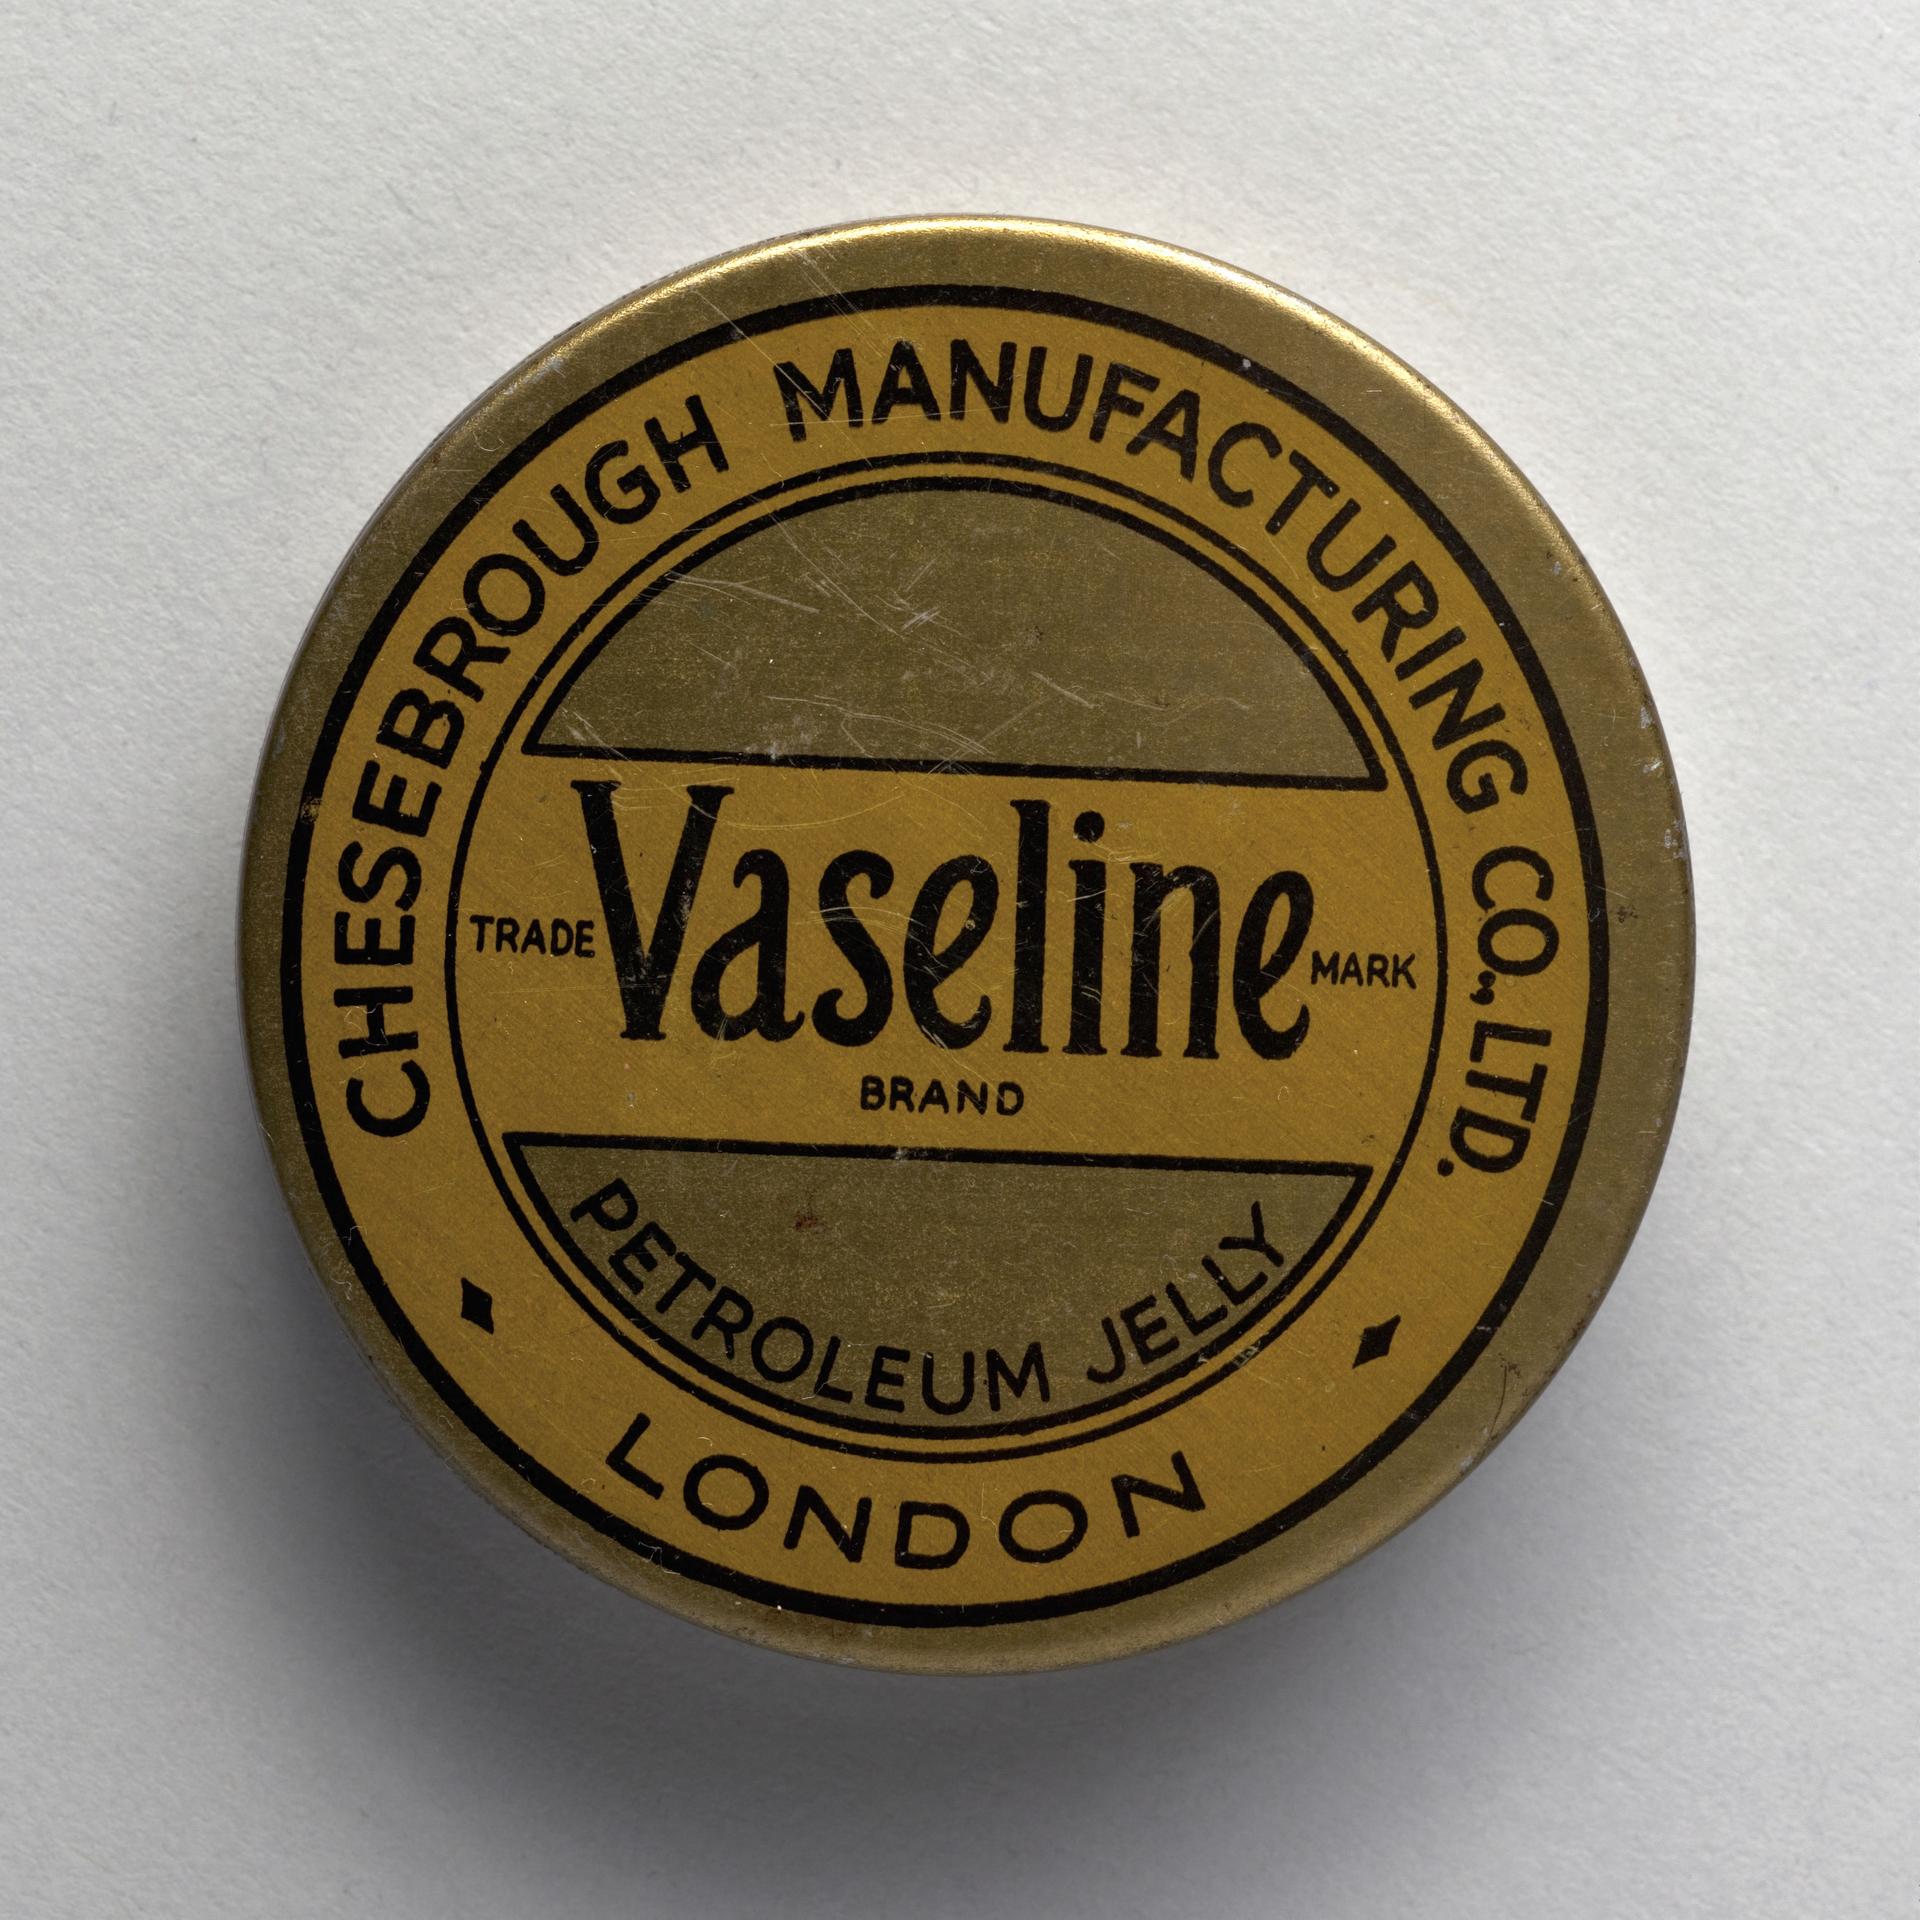 CHESEBROUGH MANUFACTURING CO., LTD.
TRADE Vaseline MARK
BRAND
PETROLEUM JELLY
LONDON